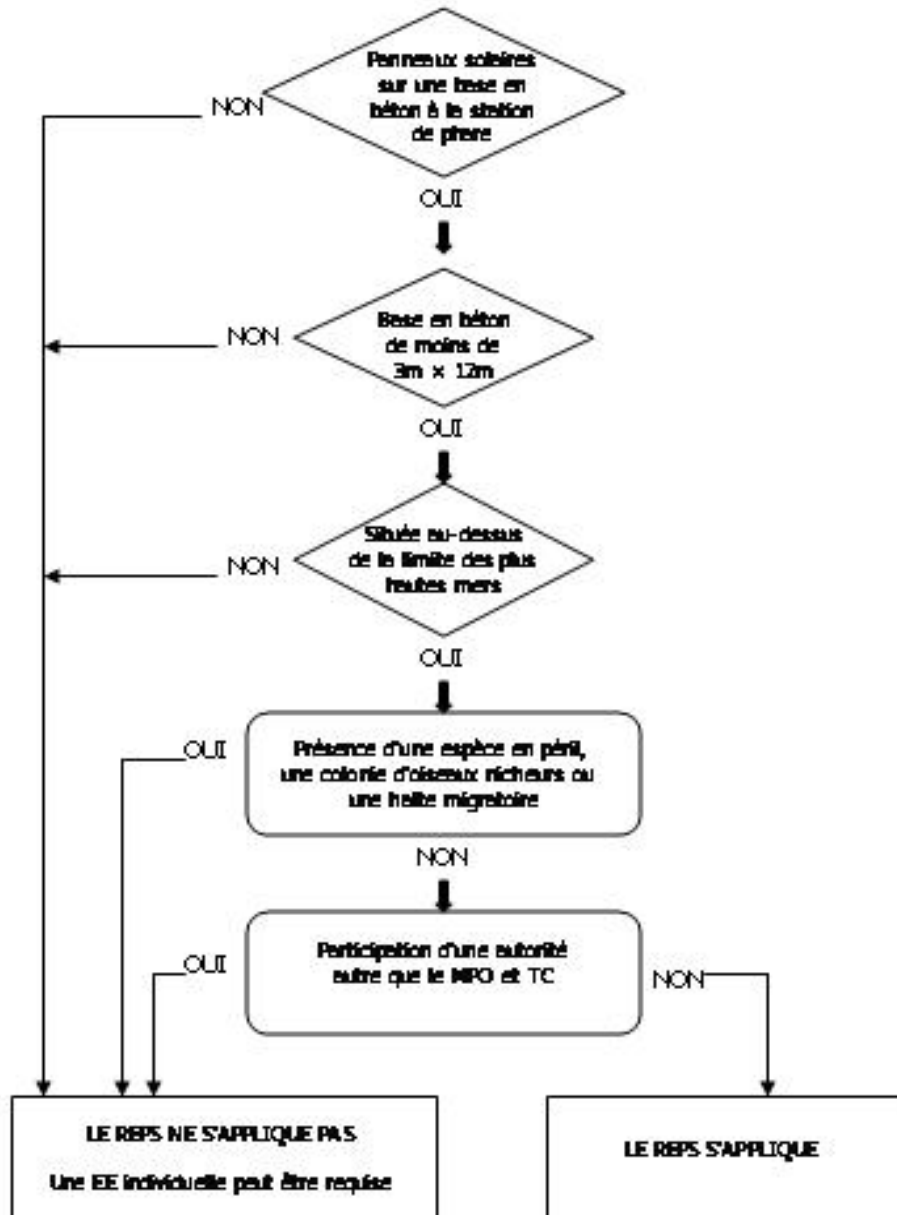 Panneaux solaires
sur une base en
béton à la station
de phare
NON
OUI
Base en béton
de moins de
3m × 12m
NON
OUI
Située au-dessus
de la limite des plus
hautes mers
NON
OUI
Présence d'une espèce en péril,
une colonie d'oiseaux nicheurs ou
une halte migratoire
OUI
NON
Participation d'une autorité
autre que le MPO et TC
OUI
NON
LE REPS NE S'APPLIQUE PAS
Une EE individuelle peut être requise
LE REPS S'APPLIQUE